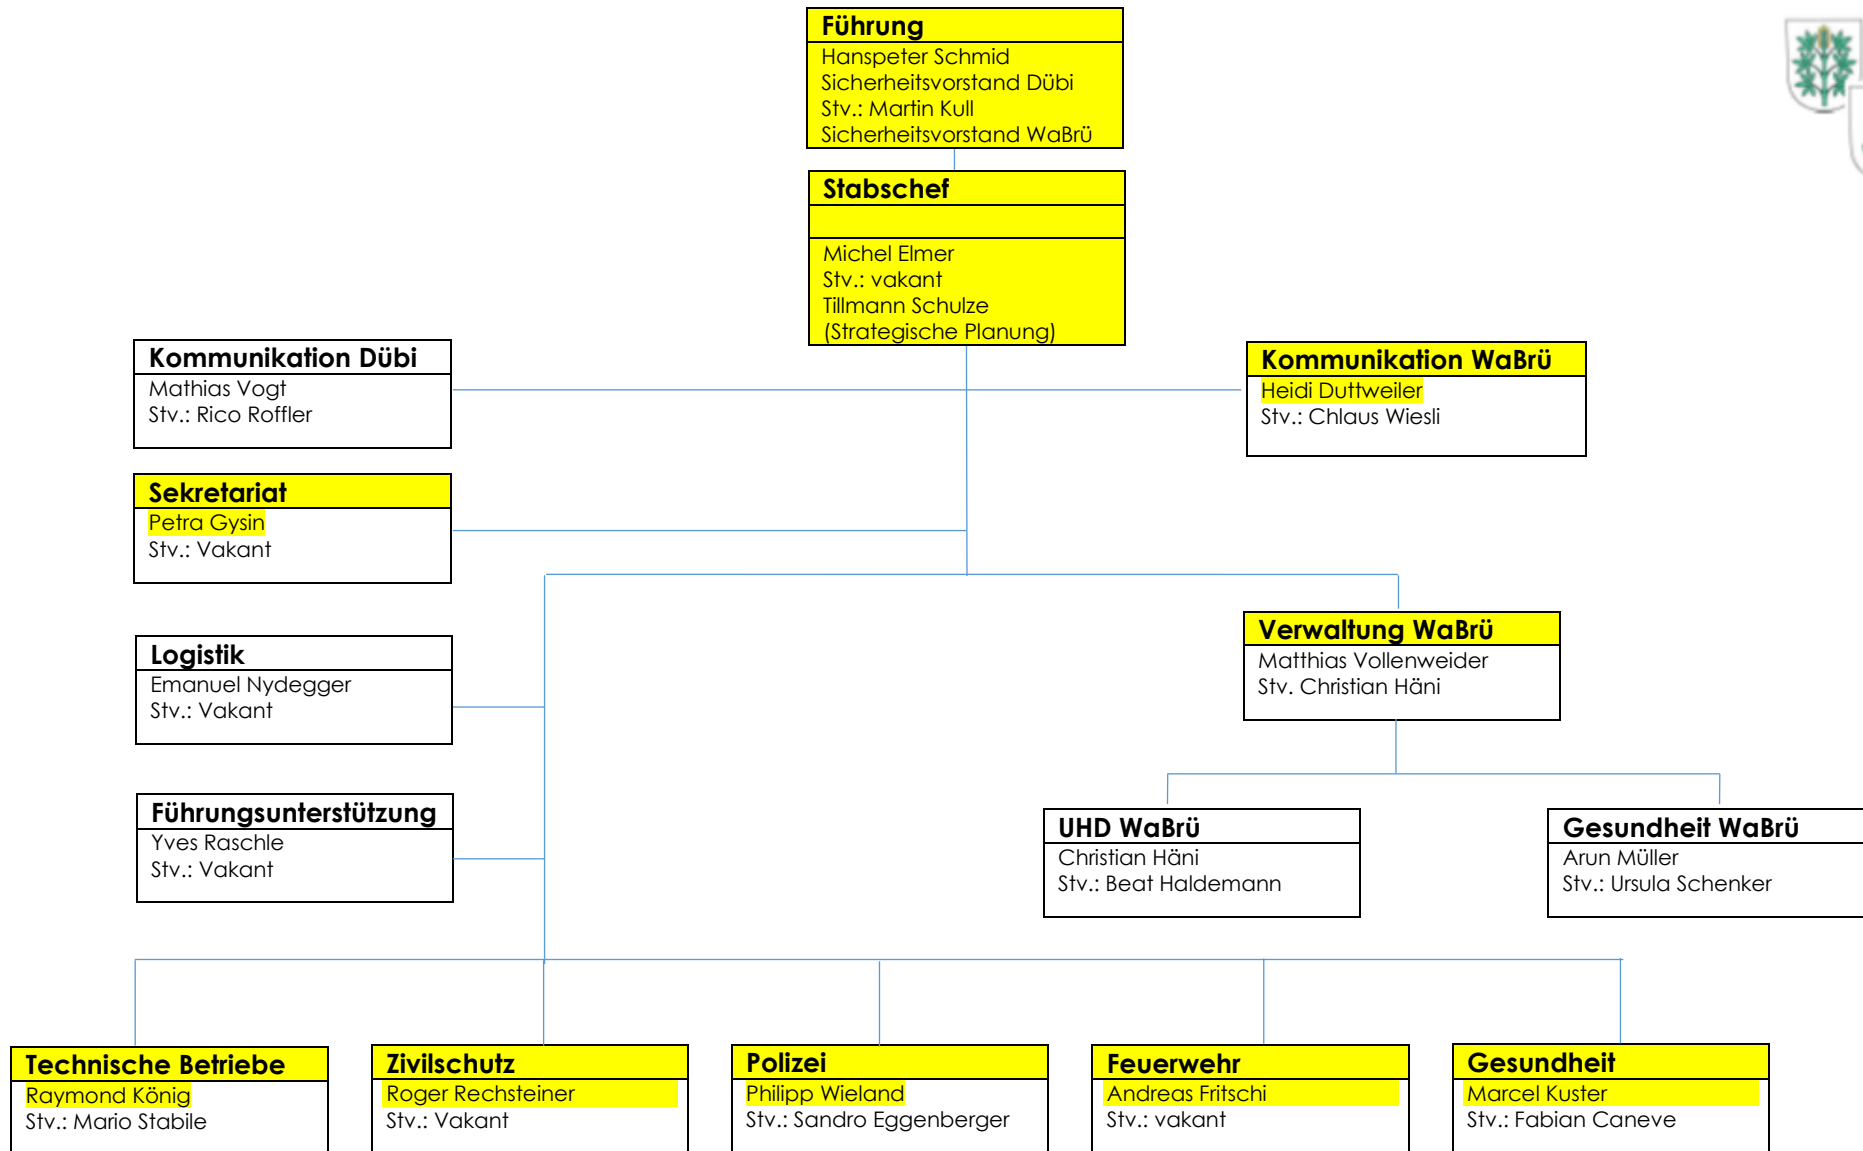 Führung
Hanspeter Schmid
Sicherheitsvorstand Dübi
Stv.: Martin Kull
Sicherheitsvorstand WaBrü
Stabschef
Michel Elmer
Stv.: vakant
Tillmann Schulze
(Strategische Planung)
Kommunikation Dübi
Mathias Vogt
Stv.: Rico Roffler
Kommunikation WaBrü
Heidi Duttweiler
Stv.: Chlaus Wiesli
Sekretariat
Petra Gysin
Stv.: Vakant
Logistik
Emanuel Nydegger
Stv.: Vakant
Verwaltung WaBrü
Matthias Vollenweider
Stv. Christian Häni
Führungsunterstützung
Yves Raschle
Stv.: Vakant
UHD WaBrü
Christian Häni
Stv.: Beat Haldemann
Gesundheit WaBrü
Arun Müller
Stv.: Ursula Schenker
Technische Betriebe
Raymond König
Stv.: Mario Stabile
Zivilschutz
Roger Rechsteiner
Stv.: Vakant
Polizei
Philipp Wieland
Stv.: Sandro Eggenberger
Feuerwehr
Andreas Fritschi
Stv.: vakant
Gesundheit
Marcel Kuster
Stv.: Fabian Caneve